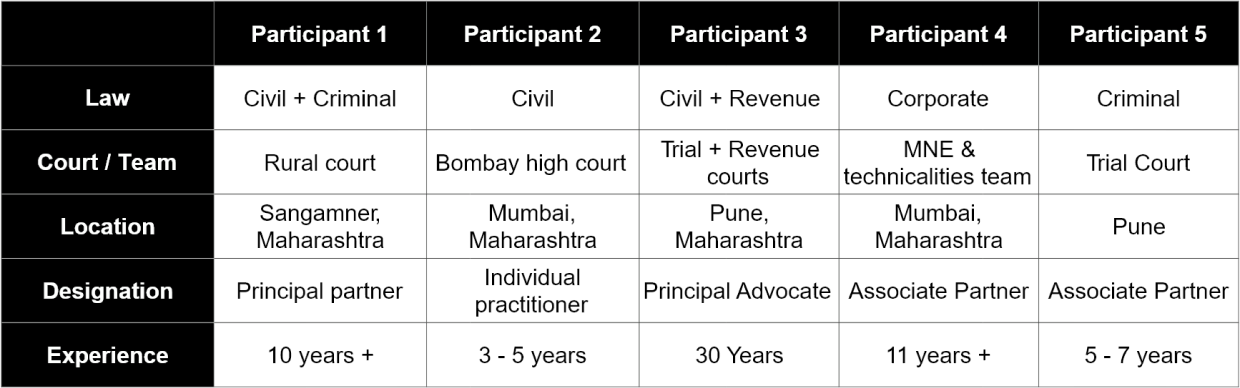 Participant 1 Participant 2 Participant 3 Participant 4 Participant 5
Law Civil + Criminal Civil Civil + Revenue Corporate Criminal
Court / Team Rural court Bombay high court Trial + Revenue courts MNE & technicalities team Trial Court
Location Sangamner, Maharashtra Mumbai, Maharashtra Pune, Maharashtra Mumbai, Maharashtra Pune
Designation Principal partner Individual practitioner Principal Advocate Associate Partner Associate Partner
Experience 10 years + 3 - 5 years 30 Years 11 years + 5 - 7 years